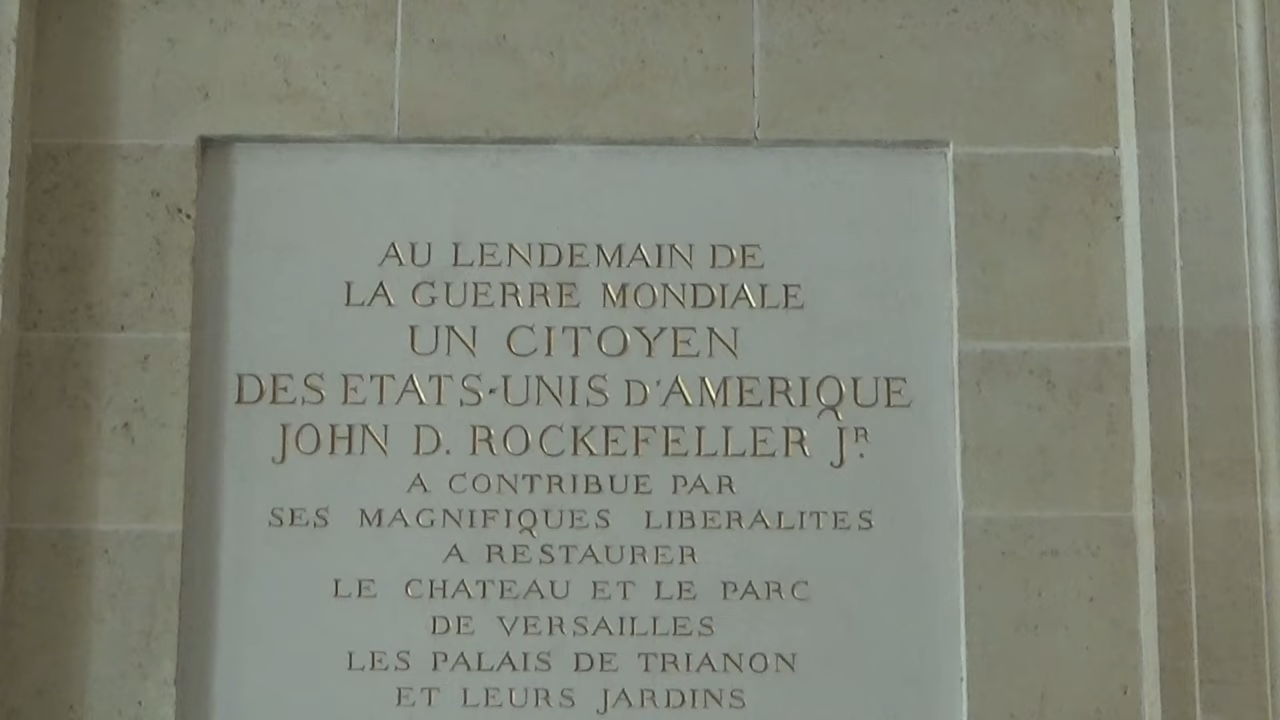 AU LENDEMAIN DE
LA GUERRE MONDIALE
UN CITOYEN
DES ETATS-UNIS D'AMERIQUE
JOHN D. ROCKEFELLER JR.
A CONTRIBUE PAR
SES MAGNIFIQUES LIBERALITES
A RESTAURER
LE CHATEAU ET LE PARC
DE VERSAILLES
LES PALAIS DE TRIANON
ET LEURS JARDINS